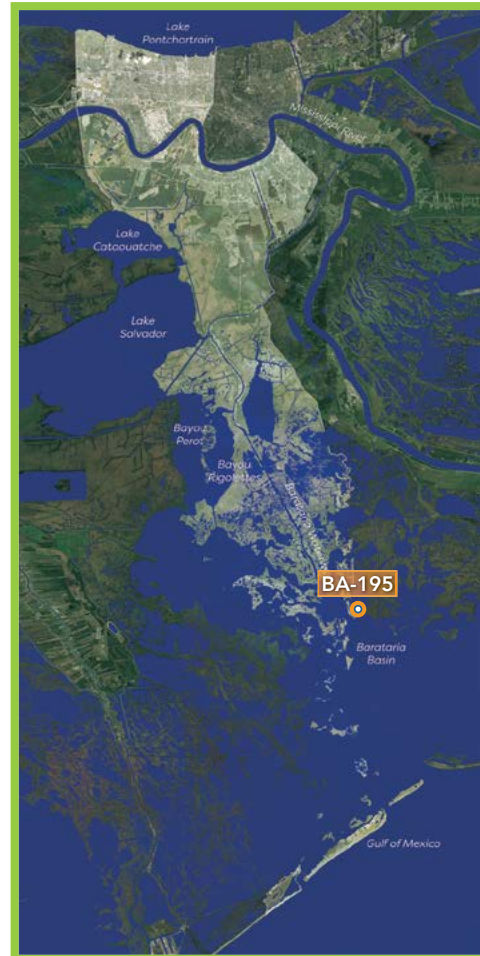 Lake
Pontchartrain
Mississippi River
Lake
Cataouatche
Lake
Salvador
Bayou
Perot
Bayou
Rigolettes
Barataria
BA-195
Barataria
Basin
Gulf of Mexico